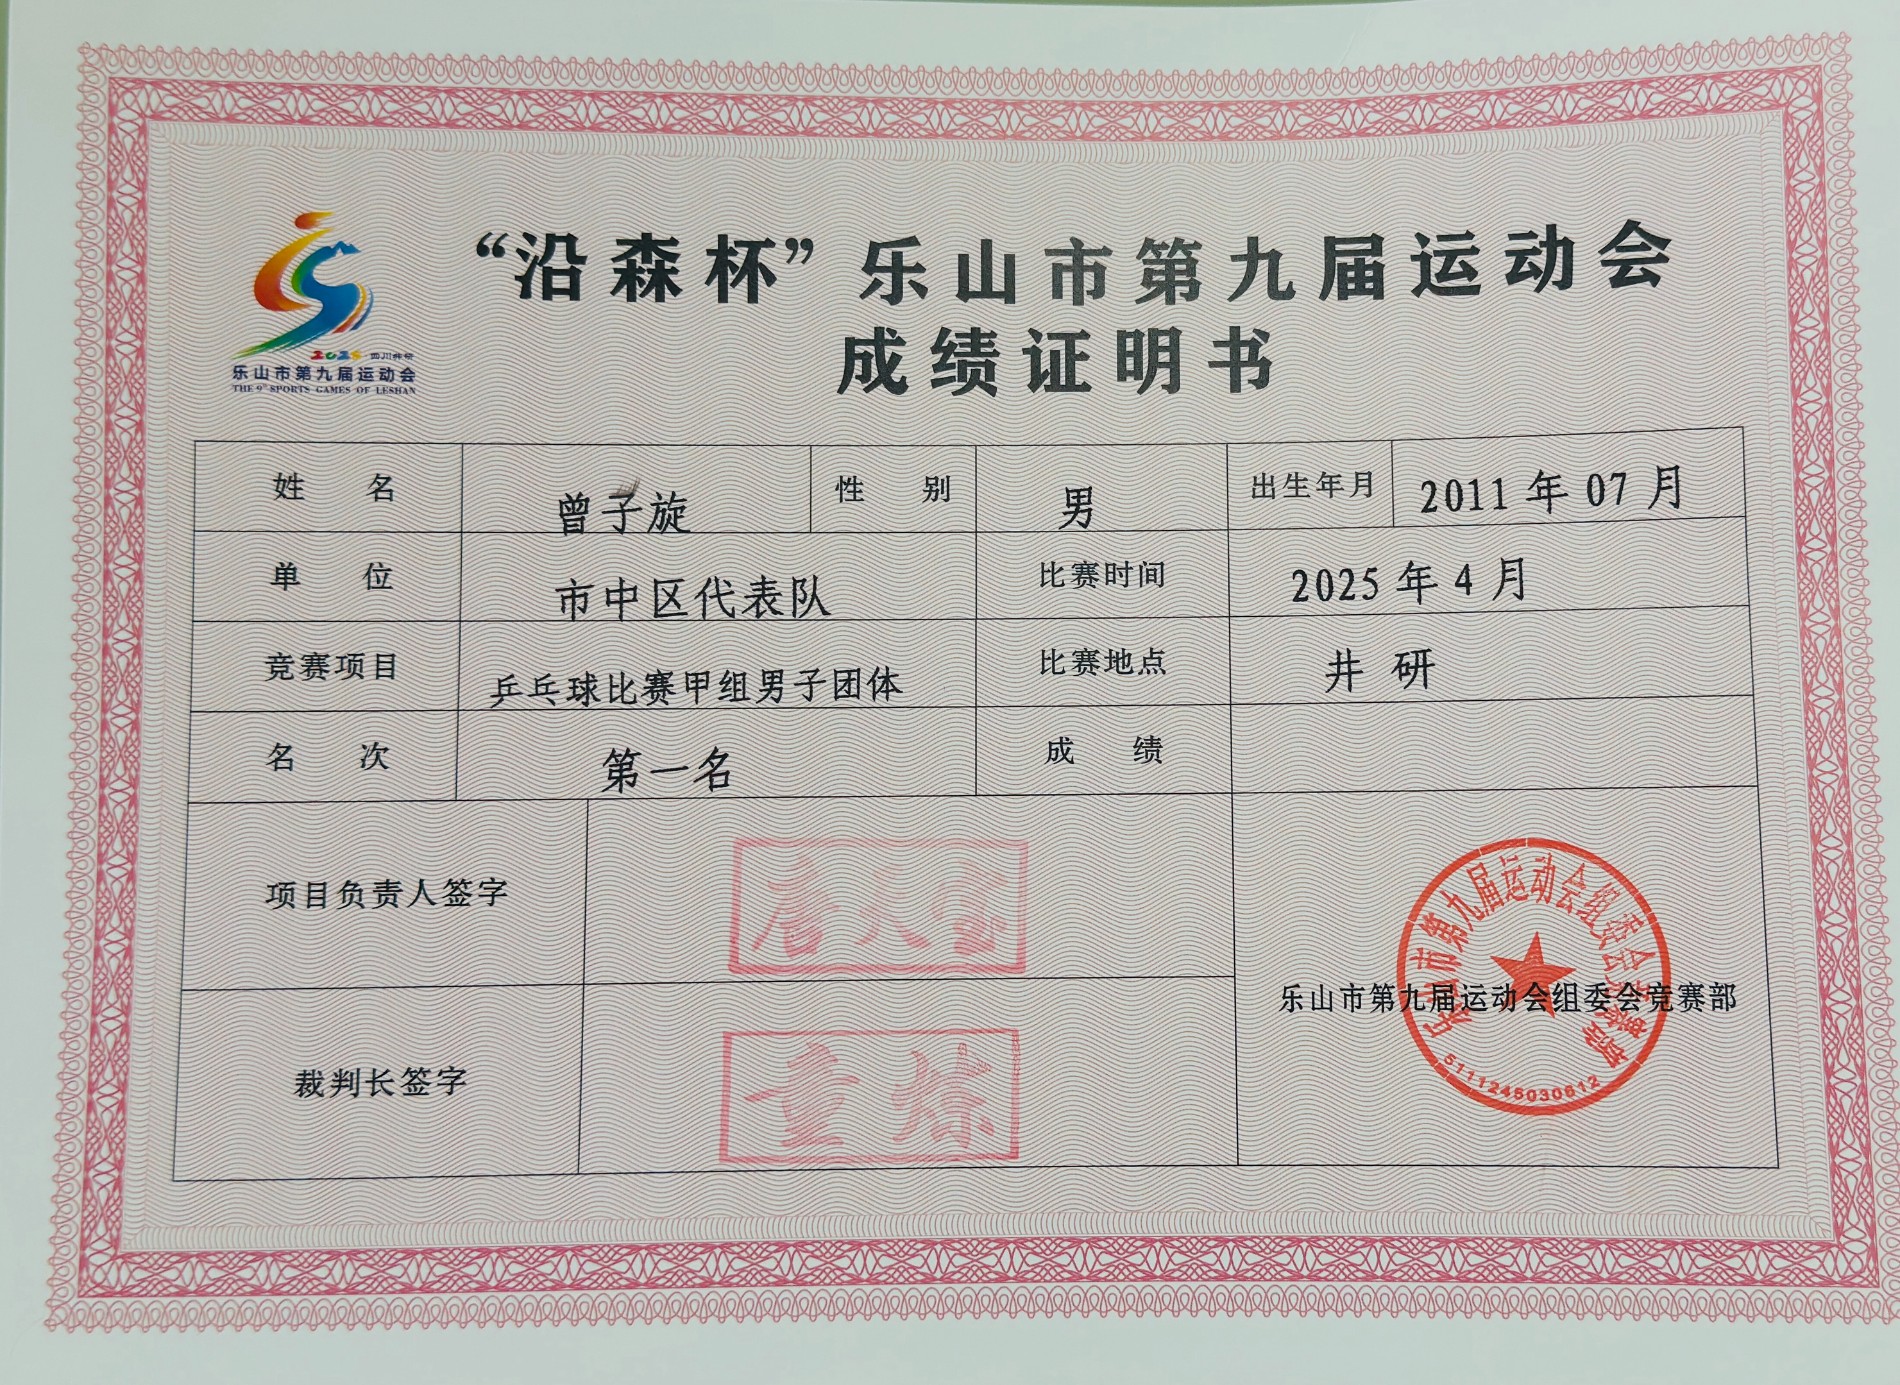 “沿森杯”乐山市第九届运动会
成绩证明书
2025 四川井研
乐山市第九届运动会
THE 9th SPORTS GAMES OF LESHAN
姓 名 曾子旋 性 别 男 出生年月 2011年07月
单 位 市中区代表队 比赛时间 2025年4月
竞赛项目 乒乓球比赛甲组男子团体 比赛地点 井研
名 次 第一名 成 绩
项目负责人签字
乐山市第九届运动会组委会竞赛部
乐山市第九届运动会组委会竞赛部
5111245030612
裁判长签字 童烁